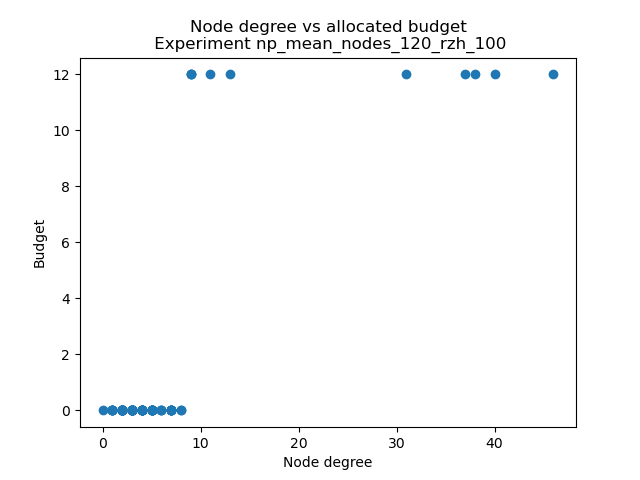 Node degree vs allocated budget
Experiment np_mean_nodes_120_rzh_100
12
10
8
6
4
2
0
Budget
0 10 20 30 40
Node degree